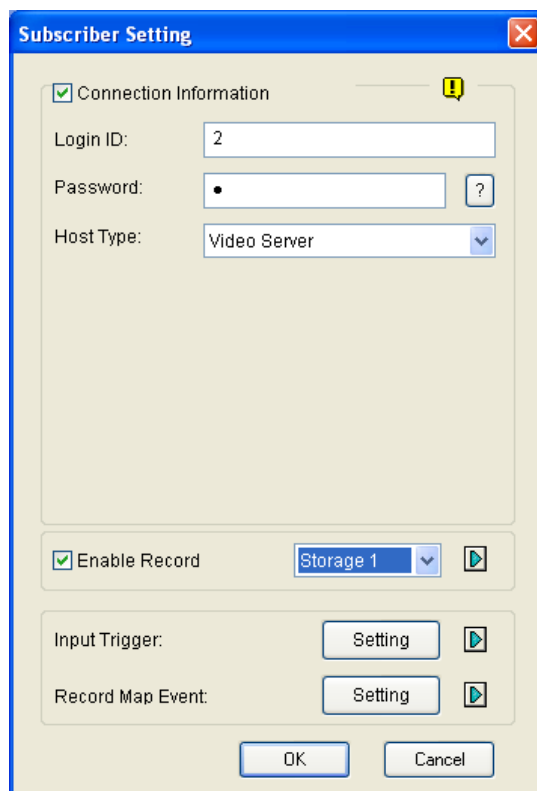 Subscriber Setting
Connection Information
Login ID: 2
Password: •
?
Host Type: Video Server
Enable Record Storage 1
Input Trigger: Setting
Record Map Event: Setting
OK Cancel